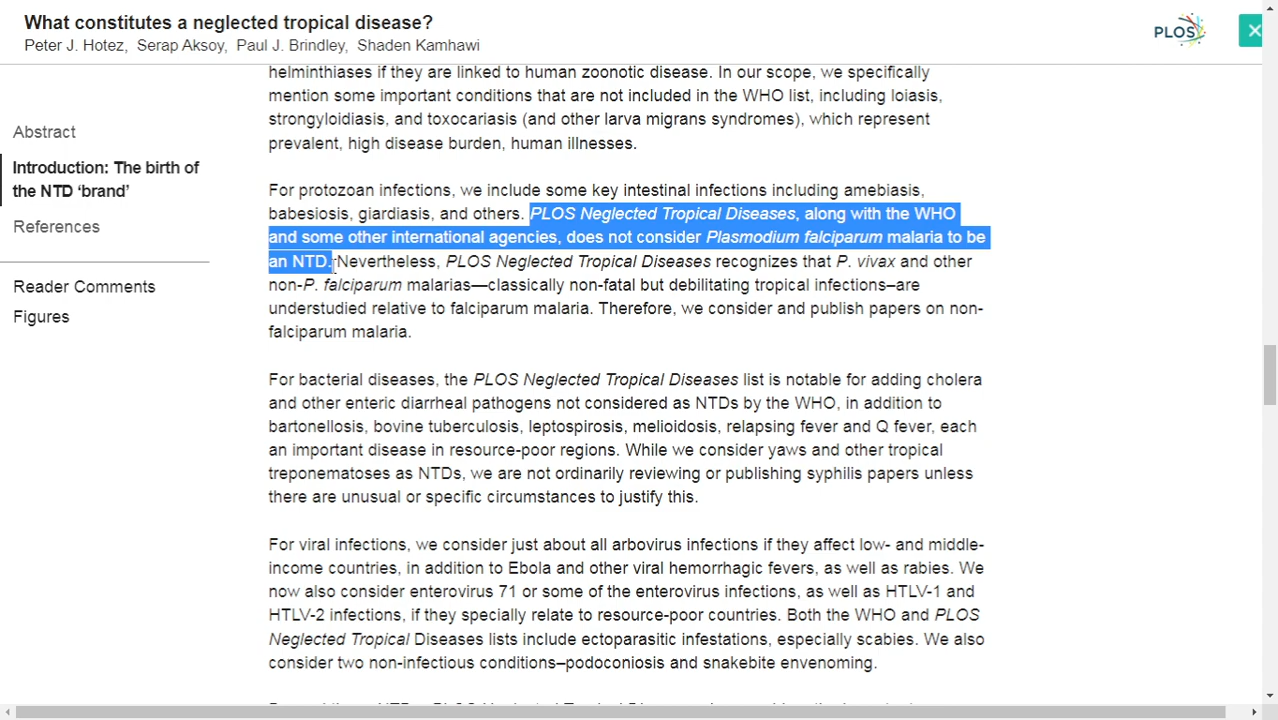 What constitutes a neglected tropical disease?
Peter J. Hotez, Serap Aksoy, Paul J. Brindley, Shaden Kamhawi
PLOS
Abstract
Introduction: The birth of
the NTD ‘brand’
References
Reader Comments
Figures
helminthiases if they are linked to human zoonotic disease. In our scope, we specifically
mention some important conditions that are not included in the WHO list, including loiasis,
strongyloidiasis, and toxocariasis (and other larva migrans syndromes), which represent
prevalent, high disease burden, human illnesses.
For protozoan infections, we include some key intestinal infections including amebiasis,
babesiosis, giardiasis, and others. PLOS Neglected Tropical Diseases, along with the WHO
and some other international agencies, does not consider Plasmodium falciparum malaria to be
an NTD. Nevertheless, PLOS Neglected Tropical Diseases recognizes that P. vivax and other
non-P. falciparum malarias—classically non-fatal but debilitating tropical infections–are
understudied relative to falciparum malaria. Therefore, we consider and publish papers on non-
falciparum malaria.
For bacterial diseases, the PLOS Neglected Tropical Diseases list is notable for adding cholera
and other enteric diarrheal pathogens not considered as NTDs by the WHO, in addition to
bartonellosis, bovine tuberculosis, leptospirosis, melioidosis, relapsing fever and Q fever, each
an important disease in resource-poor regions. While we consider yaws and other tropical
treponematoses as NTDs, we are not ordinarily reviewing or publishing syphilis papers unless
there are unusual or specific circumstances to justify this.
For viral infections, we consider just about all arbovirus infections if they affect low- and middle-
income countries, in addition to Ebola and other viral hemorrhagic fevers, as well as rabies. We
now also consider enterovirus 71 or some of the enterovirus infections, as well as HTLV-1 and
HTLV-2 infections, if they specially relate to resource-poor countries. Both the WHO and PLOS
Neglected Tropical Diseases lists include ectoparasitic infestations, especially scabies. We also
consider two non-infectious conditions–podoconiosis and snakebite envenoming.